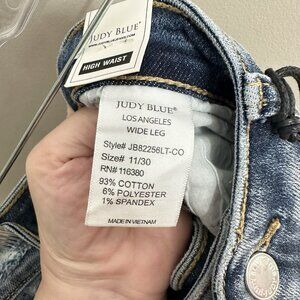 JUDY BLUE
HIGH WAIST
JUDY BLUE®
LOS ANGELES
WIDE LEG
Style# JB82256LT-CO
Size# 11/30
RN# 116380
93% COTTON
6% POLYESTER
1% SPANDEX
MADE IN VIETNAM